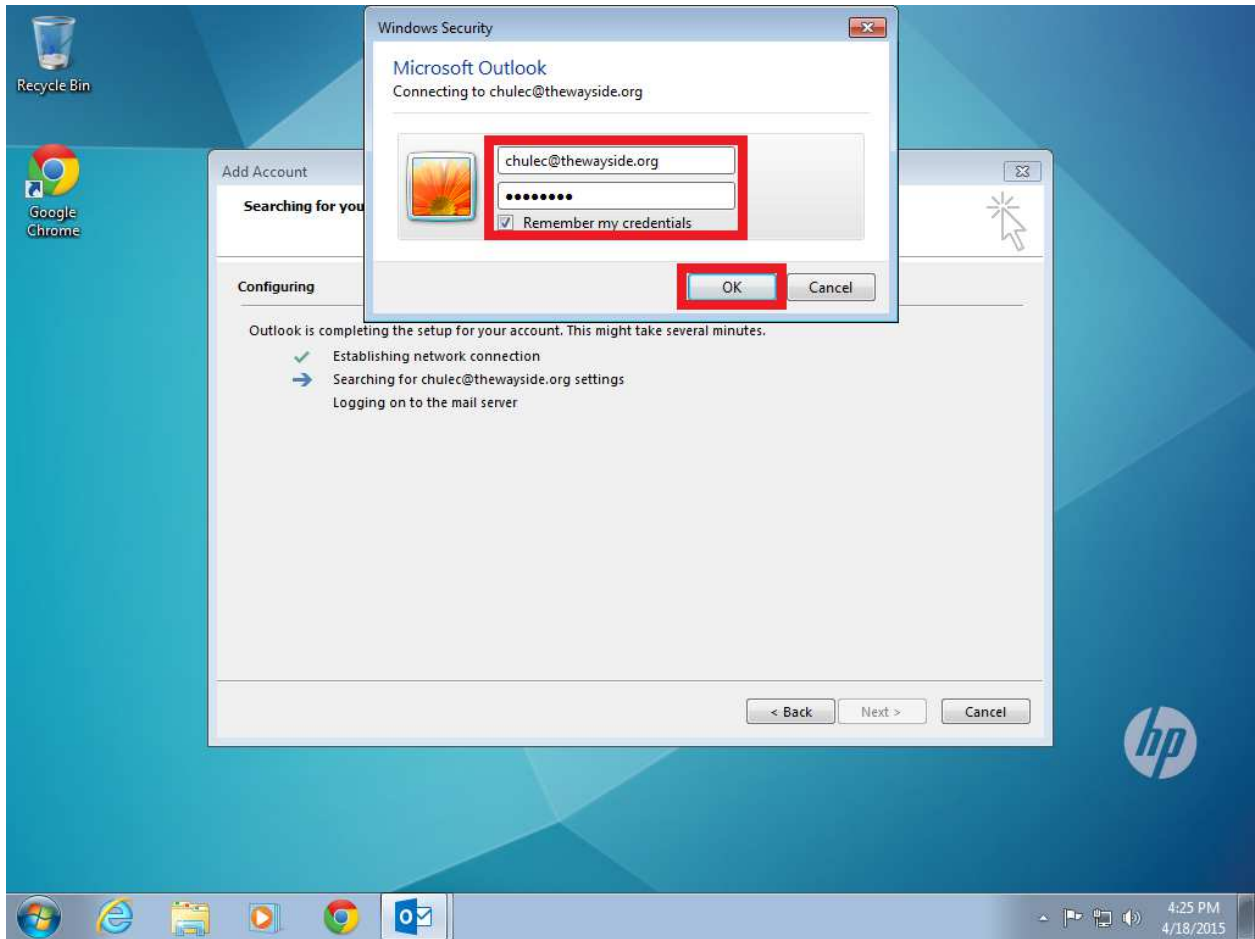 Recycle Bin
Google
Chrome
Windows Security
Microsoft Outlook
Connecting to chulec@thewayside.org
chulec@thewayside.org
••••••••
Remember my credentials
OK
Cancel
Add Account
Searching for you
Configuring
Outlook is completing the setup for your account. This might take several minutes.
Establishing network connection
Searching for chulec@thewayside.org settings
Logging on to the mail server
< Back
Next >
Cancel
hp
4:25 PM
4/18/2015